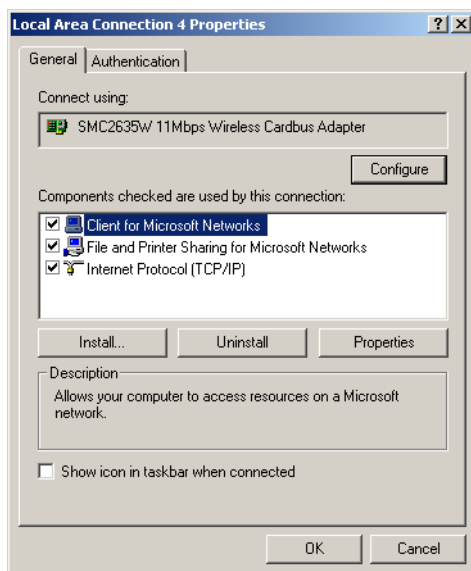 Local Area Connection 4 Properties
General
Authentication
Connect using:
SMC2635W 11Mbps Wireless Cardbus Adapter
Configure
Components checked are used by this connection:
Client for Microsoft Networks
File and Printer Sharing for Microsoft Networks
Internet Protocol (TCP/IP)
Install...
Uninstall
Properties
Description
Allows your computer to access resources on a Microsoft
network.
Show icon in taskbar when connected
OK
Cancel